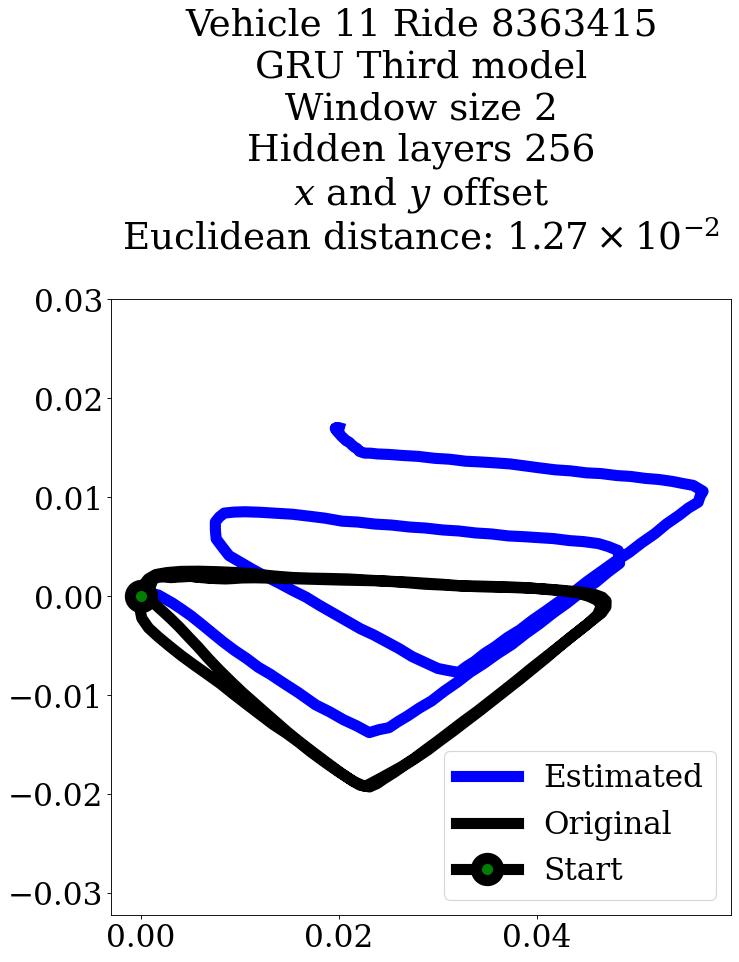 Vehicle 11 Ride 8363415
GRU Third model
Window size 2
Hidden layers 256
x and y offset
Euclidean distance: 1.27 × 10⁻²
0.03
0.02
0.01
0.00
−0.01
−0.02
−0.03
0.00 0.02 0.04
Estimated
Original
Start